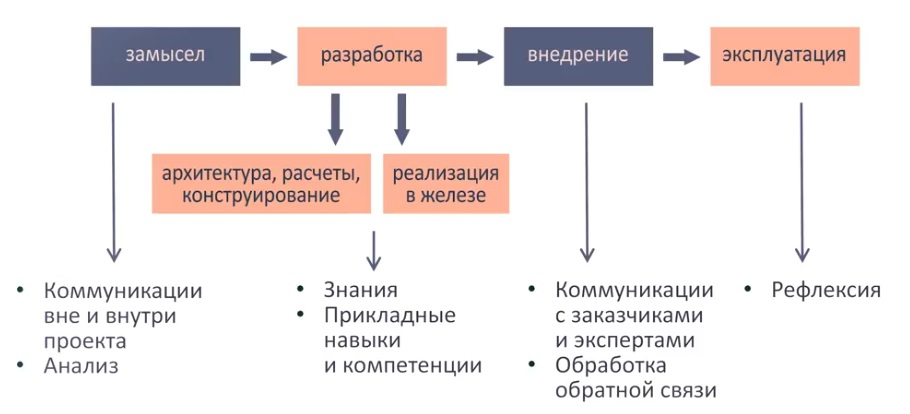 замысел
разработка
внедрение
эксплуатация
архитектура, расчеты,
конструирование
реализация
в железе
• Коммуникации
вне и внутри
проекта
• Анализ
• Знания
• Прикладные
навыки
и компетенции
• Коммуникации
с заказчиками
и экспертами
• Обработка
обратной связи
• Рефлексия